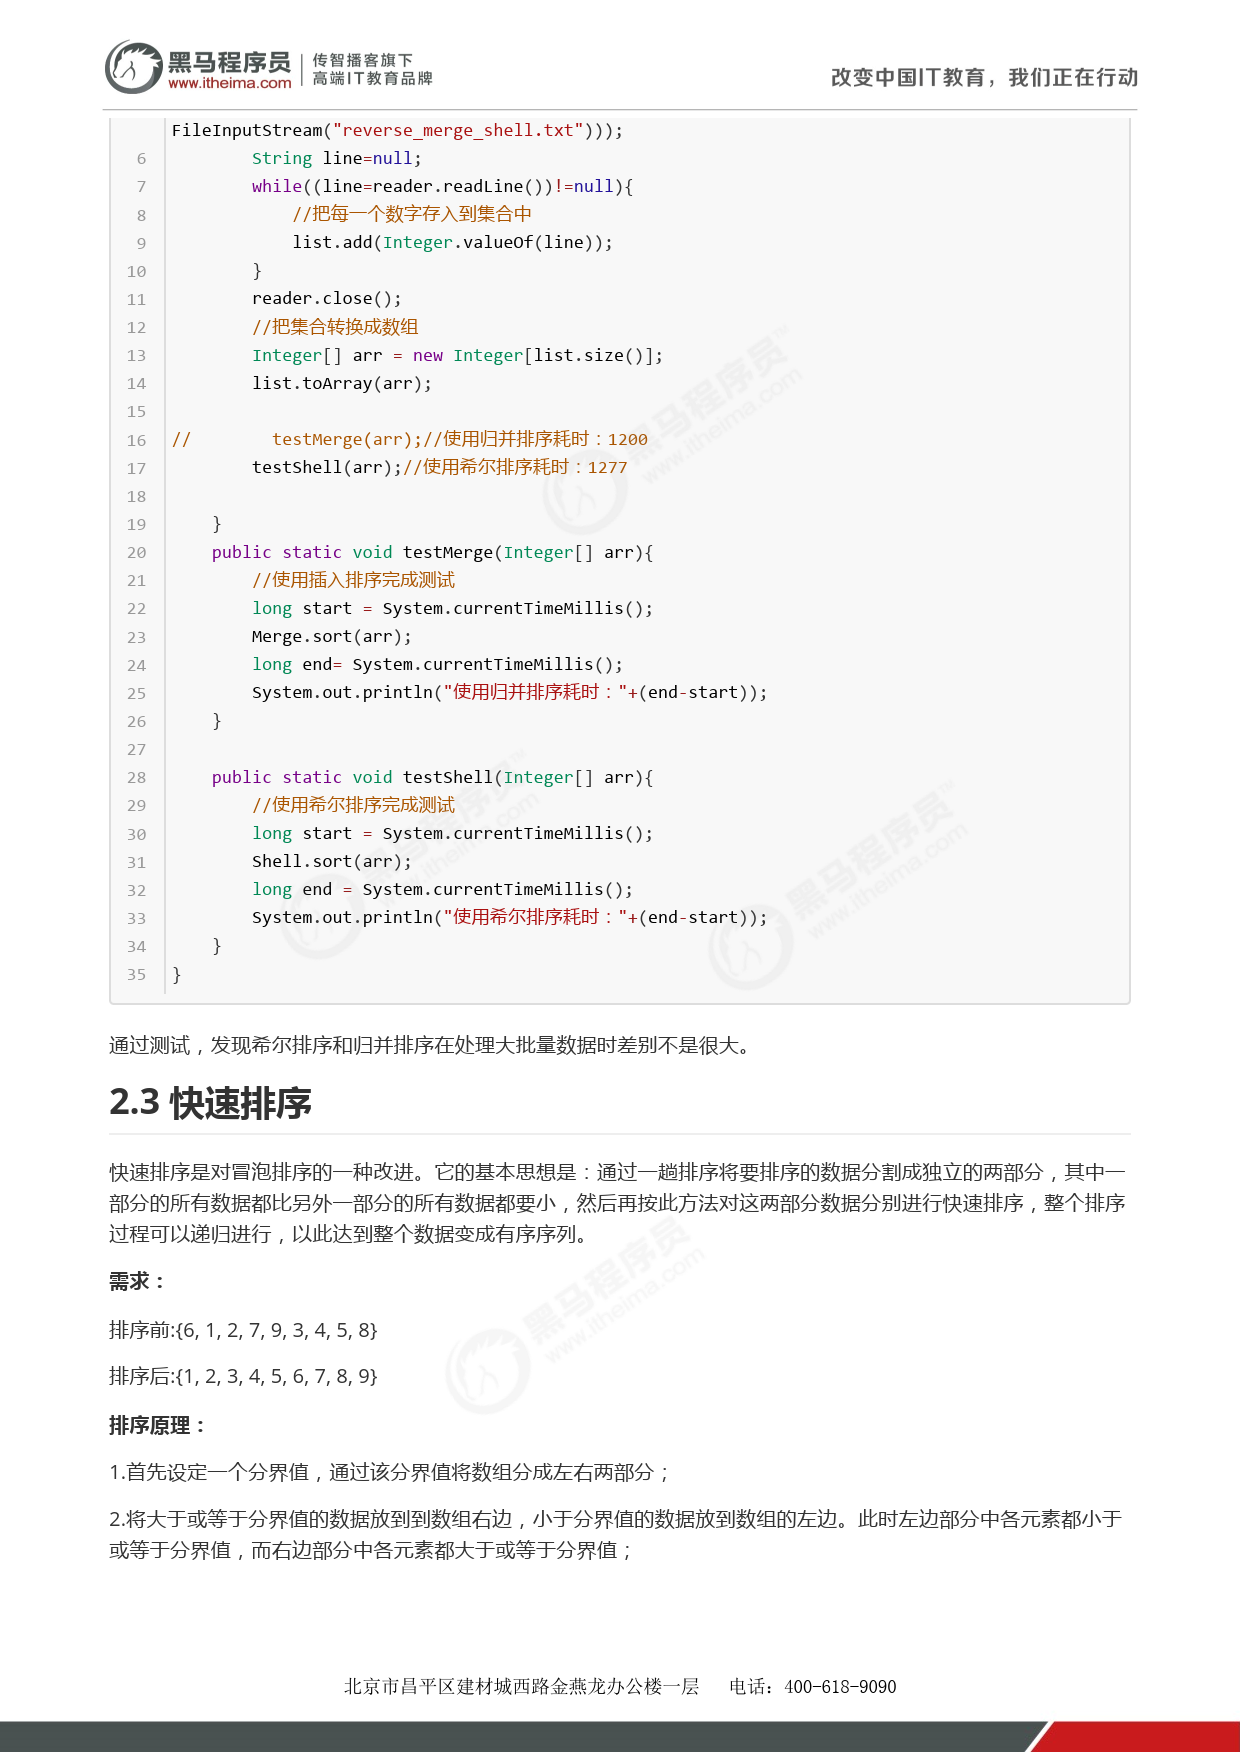 黑马程序员
www.itheima.com
传智播客旗下
高端IT教育品牌
改变中国IT教育，我们正在行动
FileInputStream("reverse_merge_shell.txt")));
6         String line=null;
7         while((line=reader.readLine())!=null){
8             //把每一个数字存入到集合中
9             list.add(Integer.valueOf(line));
10         }
11         reader.close();
12         //把集合转换成数组
13         Integer[] arr = new Integer[list.size()];
14         list.toArray(arr);
15
16 //        testMerge(arr);//使用归并排序耗时：1200
17         testShell(arr);//使用希尔排序耗时：1277
18
19     }
20     public static void testMerge(Integer[] arr){
21         //使用插入排序完成测试
22         long start = System.currentTimeMillis();
23         Merge.sort(arr);
24         long end= System.currentTimeMillis();
25         System.out.println("使用归并排序耗时："+(end-start));
26     }
27
28     public static void testShell(Integer[] arr){
29         //使用希尔排序完成测试
30         long start = System.currentTimeMillis();
31         Shell.sort(arr);
32         long end = System.currentTimeMillis();
33         System.out.println("使用希尔排序耗时："+(end-start));
34     }
35 }
通过测试，发现希尔排序和归并排序在处理大批量数据时差别不是很大。
2.3 快速排序
快速排序是对冒泡排序的一种改进。它的基本思想是：通过一趟排序将要排序的数据分割成独立的两部分，其中一
部分的所有数据都比另外一部分的所有数据都要小，然后再按此方法对这两部分数据分别进行快速排序，整个排序
过程可以递归进行，以此达到整个数据变成有序序列。
需求：
排序前:{6, 1, 2, 7, 9, 3, 4, 5, 8}
排序后:{1, 2, 3, 4, 5, 6, 7, 8, 9}
排序原理：
1.首先设定一个分界值，通过该分界值将数组分成左右两部分；
2.将大于或等于分界值的数据放到到数组右边，小于分界值的数据放到数组的左边。此时左边部分中各元素都小于
或等于分界值，而右边部分中各元素都大于或等于分界值；
北京市昌平区建材城西路金燕龙办公楼一层 电话：400-618-9090